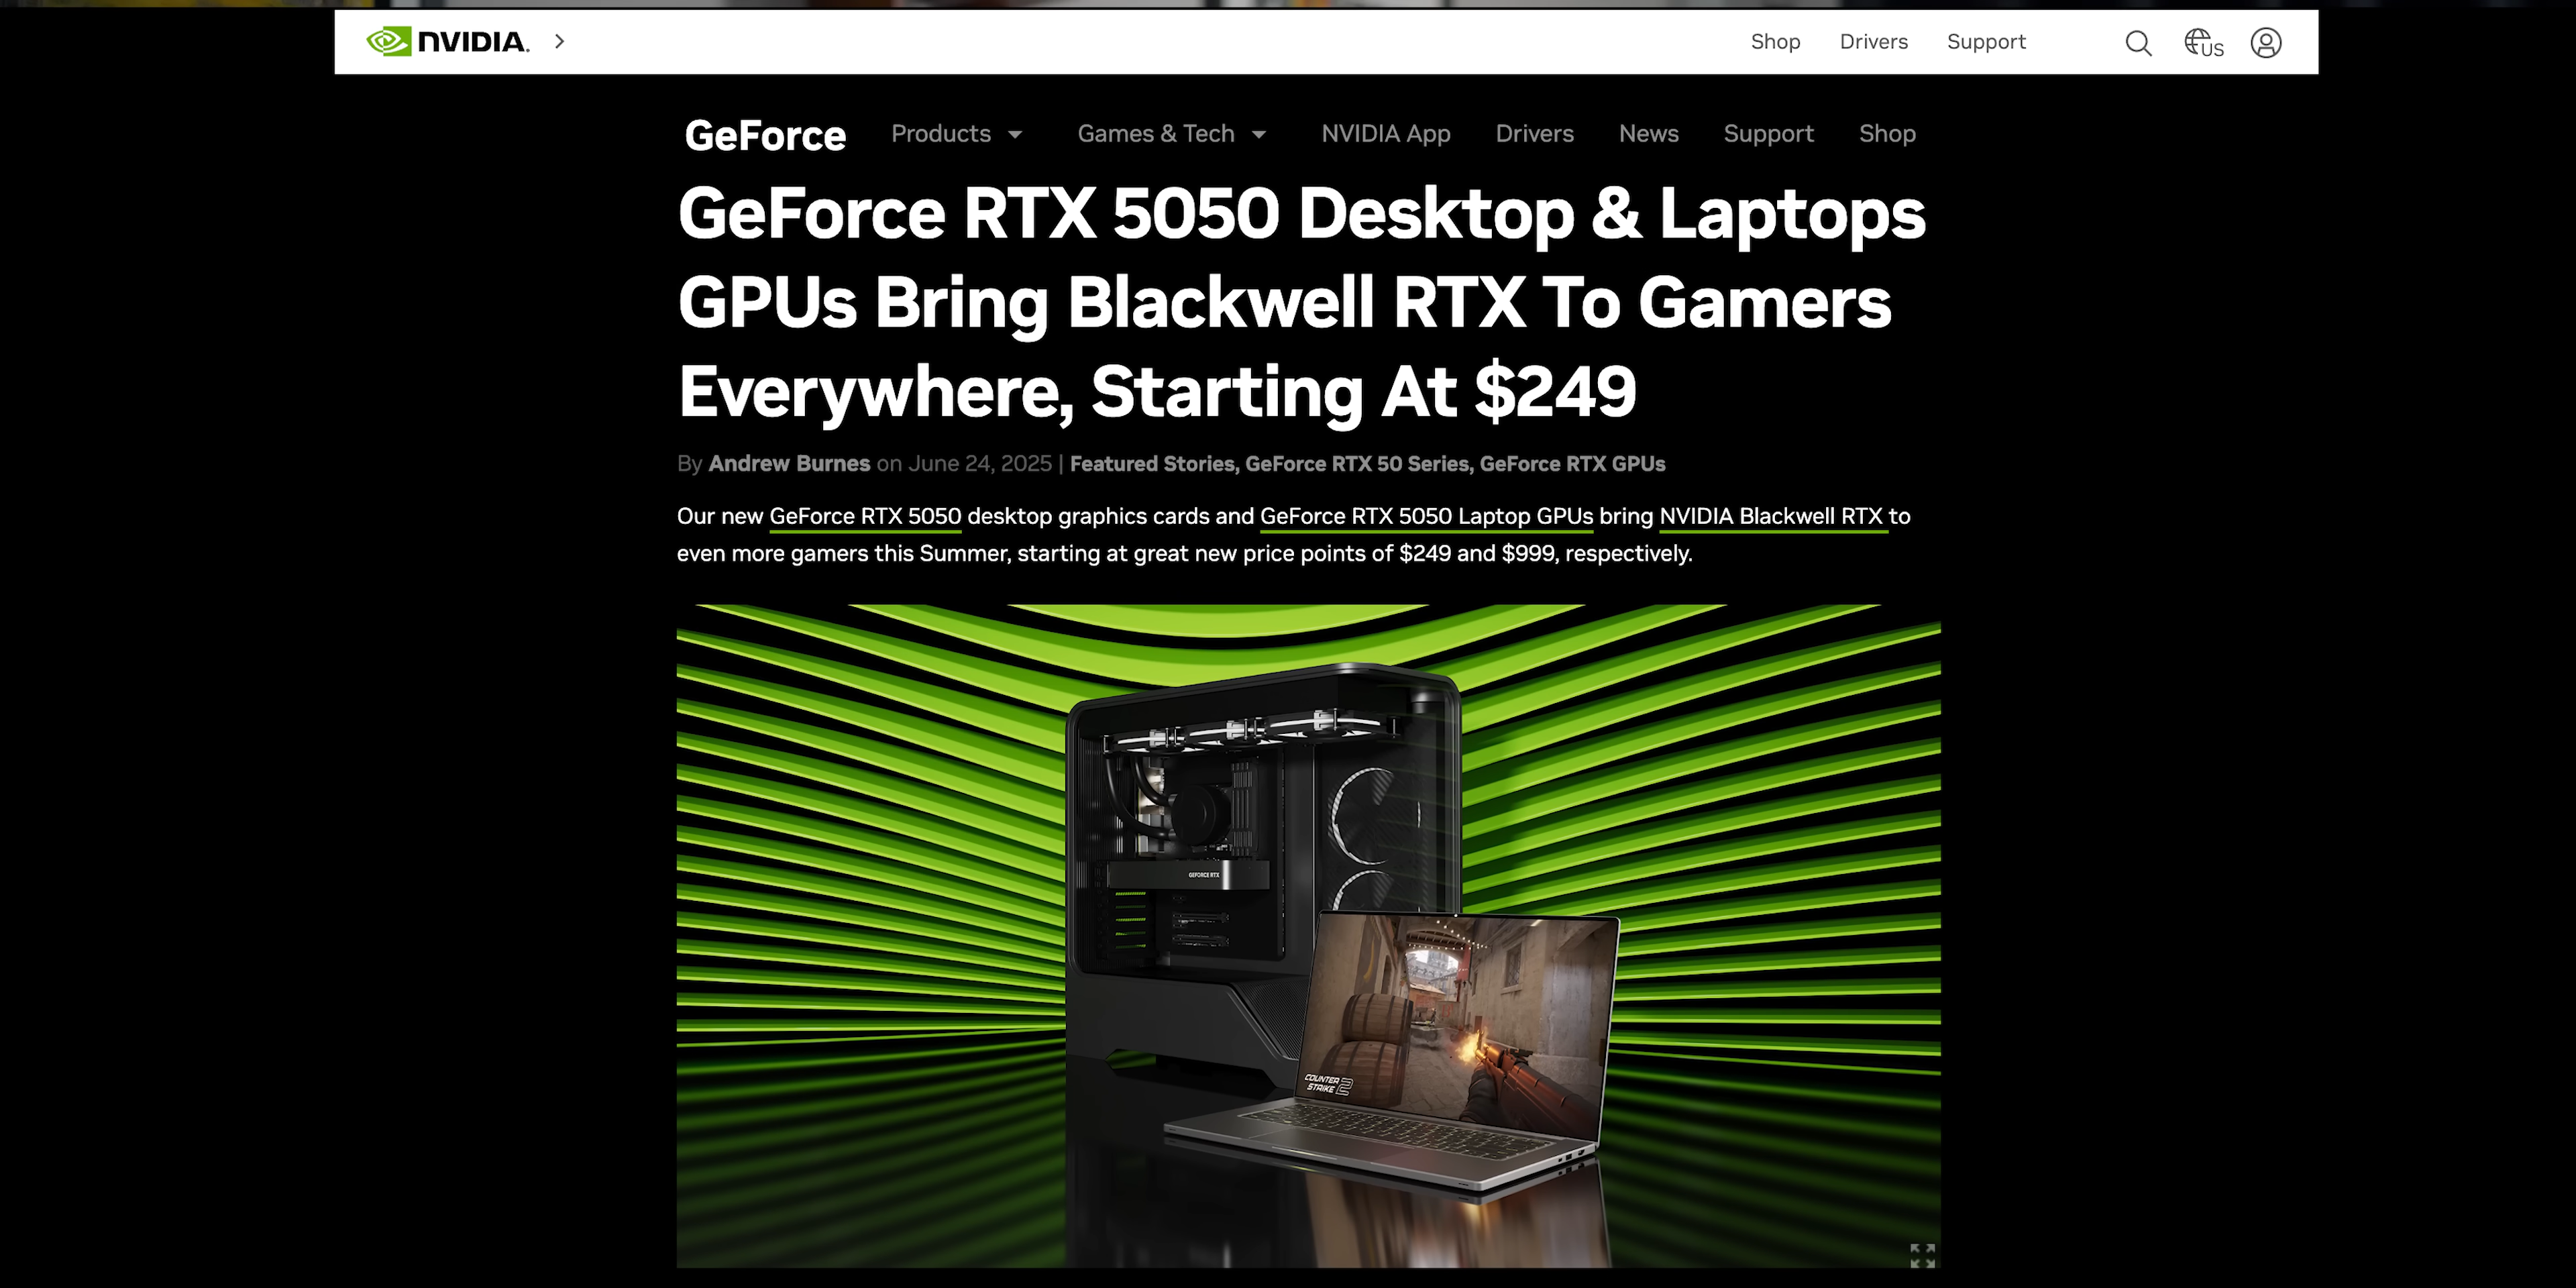 NVIDIA.
Shop Drivers Support US
GeForce Products Games & Tech NVIDIA App Drivers News Support Shop
GeForce RTX 5050 Desktop & Laptops
GPUs Bring Blackwell RTX To Gamers
Everywhere, Starting At $249
By Andrew Burnes on June 24, 2025 | Featured Stories, GeForce RTX 50 Series, GeForce RTX GPUs
Our new GeForce RTX 5050 desktop graphics cards and GeForce RTX 5050 Laptop GPUs bring NVIDIA Blackwell RTX to
even more gamers this Summer, starting at great new price points of $249 and $999, respectively.
GEFORCE RTX
COUNTER
STRIKE 2